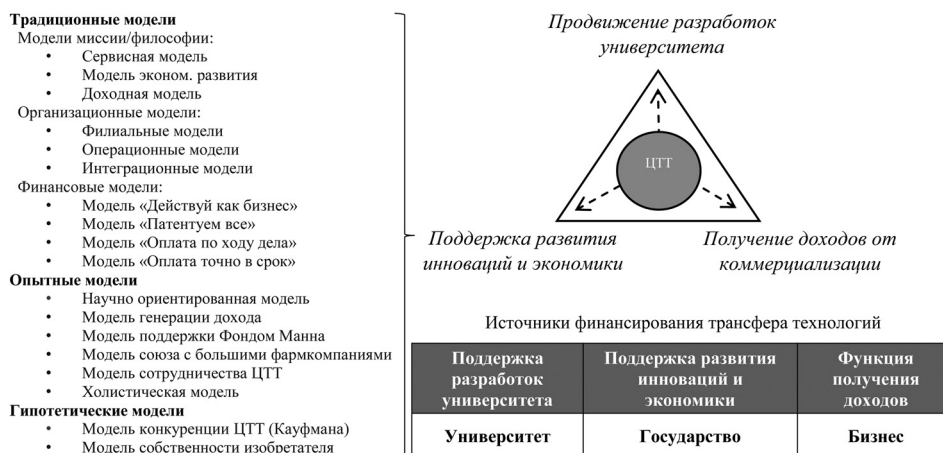 Традиционные модели
Модели миссии/философии:
• Сервисная модель
• Модель эконом. развития
• Доходная модель
Организационные модели:
• Филиальные модели
• Операционные модели
• Интеграционные модели
Финансовые модели:
• Модель «Действуй как бизнес»
• Модель «Патентуем все»
• Модель «Оплата по ходу дела»
• Модель «Оплата точно в срок»
Опытные модели
• Научно ориентированная модель
• Модель генерации дохода
• Модель поддержки Фондом Манна
• Модель союза с большими фармкомпаниями
• Модель сотрудничества ЦТТ
• Холистическая модель
Гипотетические модели
• Модель конкуренции ЦТТ (Кауфмана)
• Модель собственности изобретателя
Продвижение разработок
университета
ЦТТ
Поддержка развития
инноваций и экономики
Получение доходов от
коммерциализации
Источники финансирования трансфера технологий
Поддержка
разработок
университета
Поддержка развития
инноваций и
экономики
Функция
получения
доходов
Университет
Государство
Бизнес